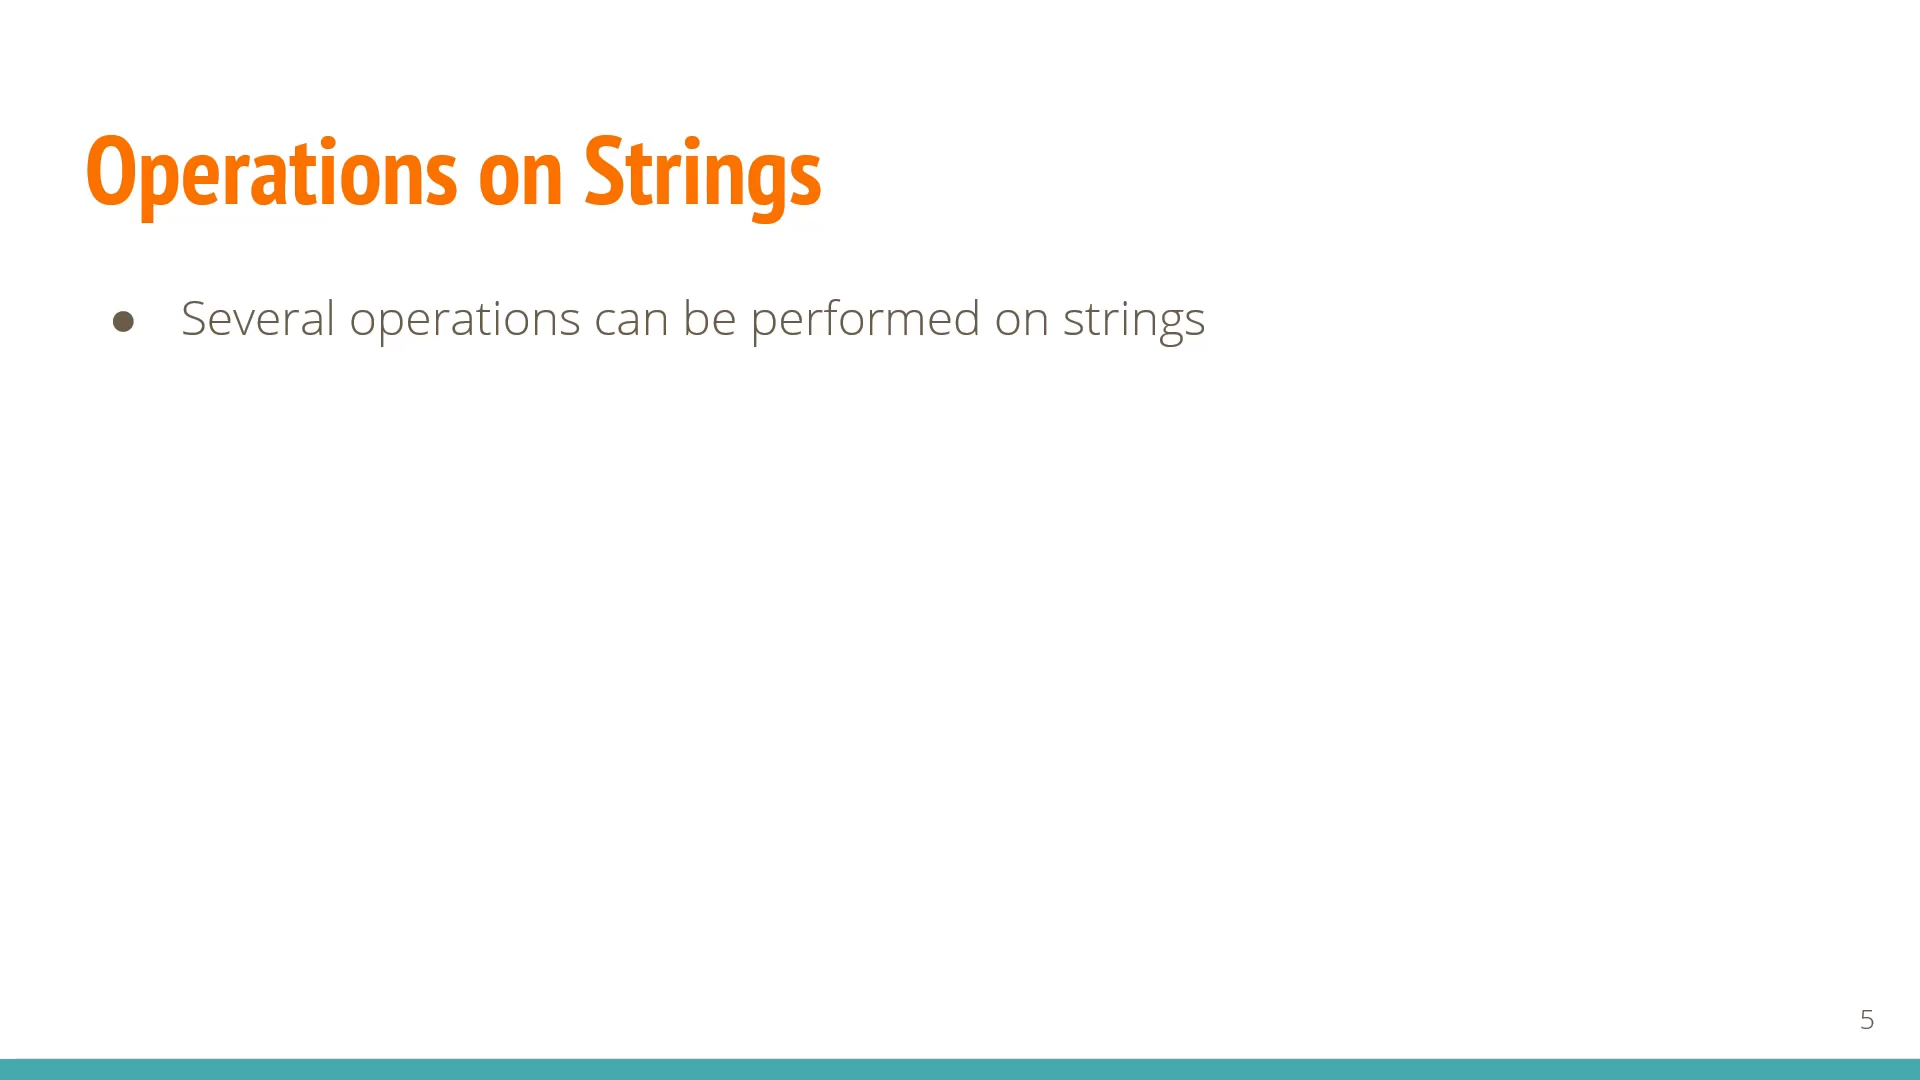 Operations on Strings
● Several operations can be performed on strings
5